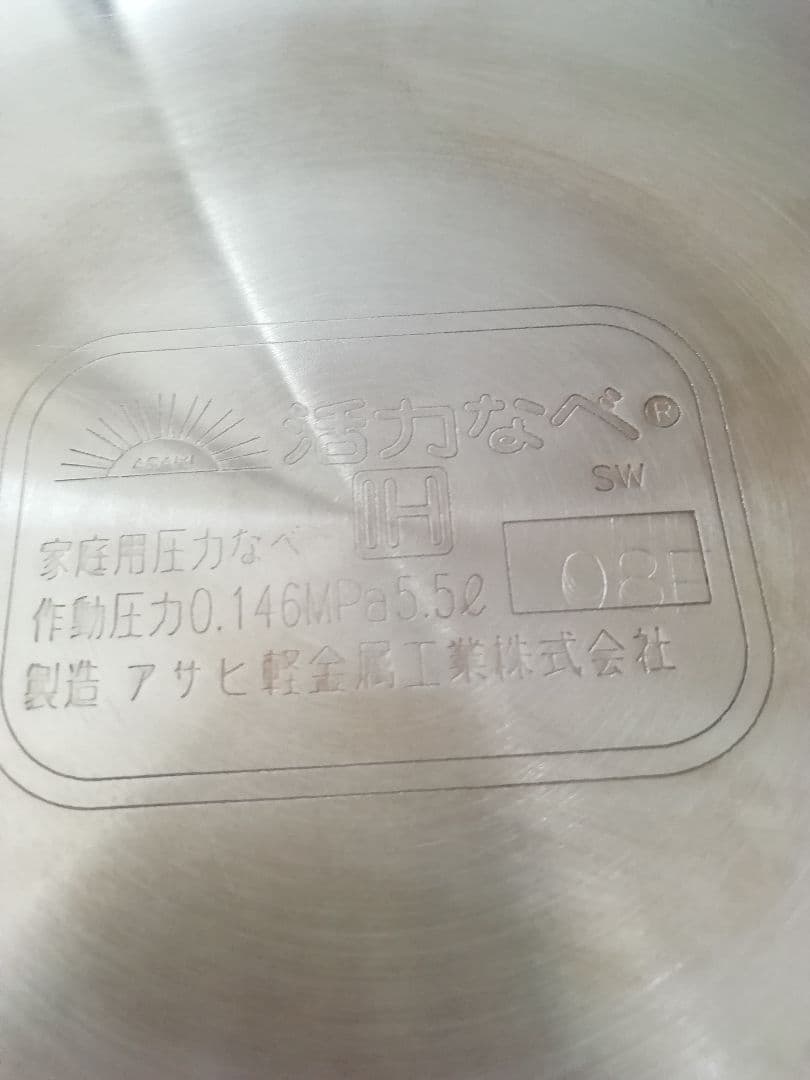 活力なべ®
ASAHI
IH
SW
家庭用圧力なべ
作動圧力0.146MPa5.5ℓ
08F
製造 アサヒ軽金属工業株式会社